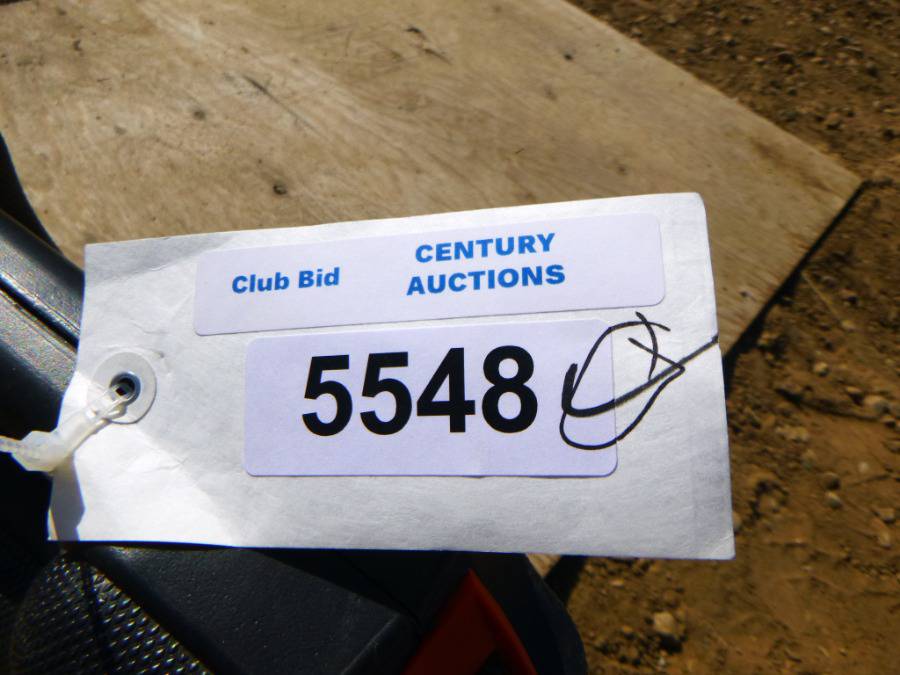 Club Bid
CENTURY
AUCTIONS
5548